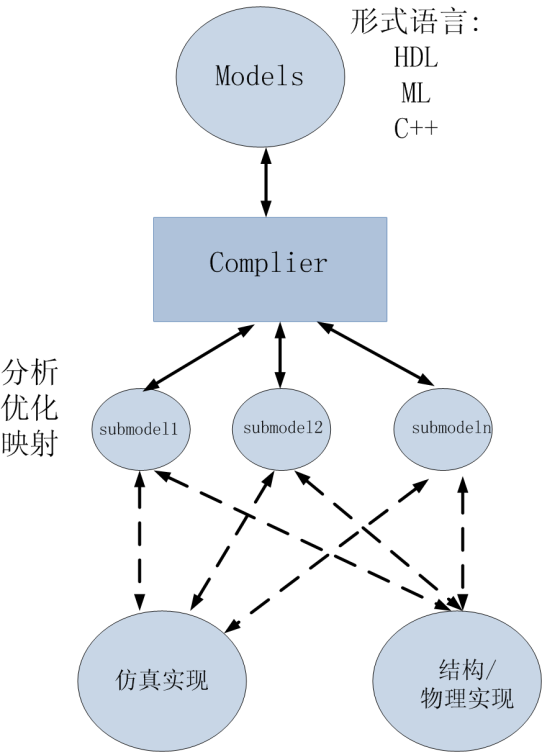 形式语言:
HDL
ML
C++
Models
Complier
分析
优化
映射
submodel1
submodel2
submodeln
仿真实现
结构/
物理实现